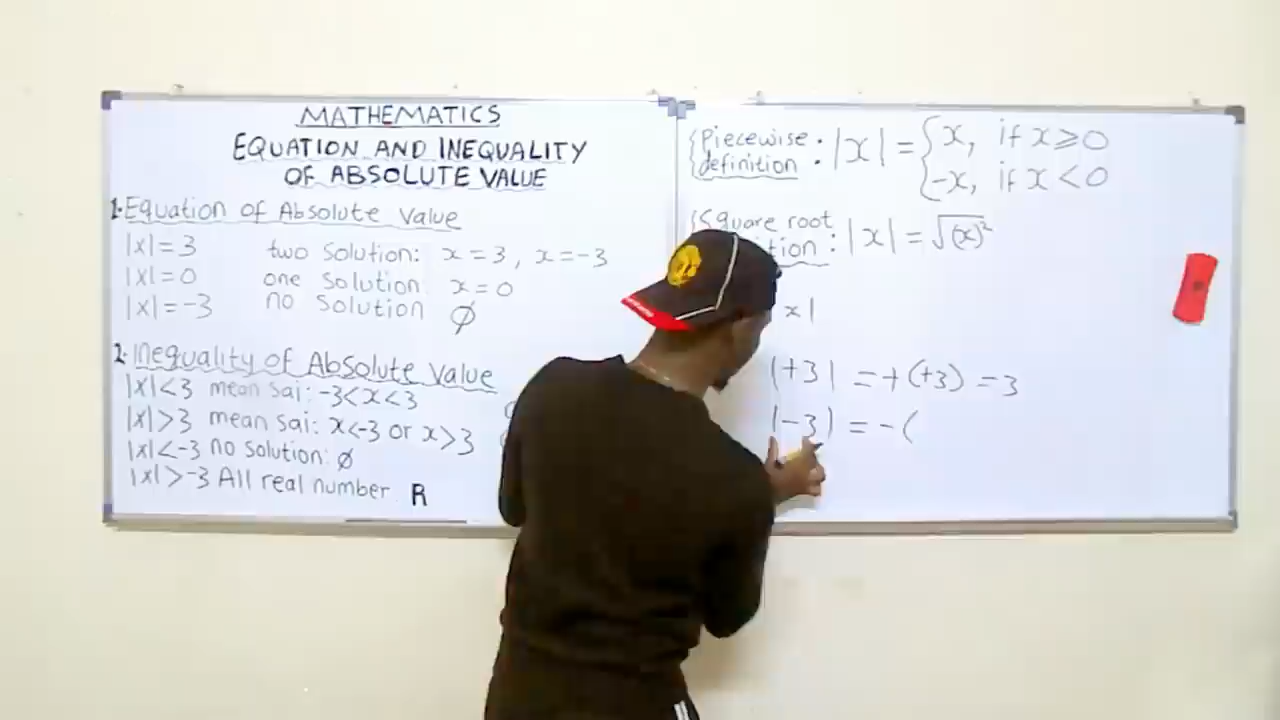 MATHEMATICS
EQUATION AND INEQUALITY
OF ABSOLUTE VALUE
1. Equation of Absolute Value
|x|=3 two solution: x=3, x=-3
|x|=0 one solution x=0
|x|=-3 no solution ∅
2. Inequality of Absolute Value
|x|<3 mean sai: -3<x<3
|x|>3 mean sai: x<-3 or x>3
|x|<-3 no solution: ∅
|x|>-3 All real number R
Piecewise definition: |x| = { x, if x≥0
-x, if x<0
Square root : |x| = √(x)²
x|
|+3| = +(+3) = 3
|-3| = -(